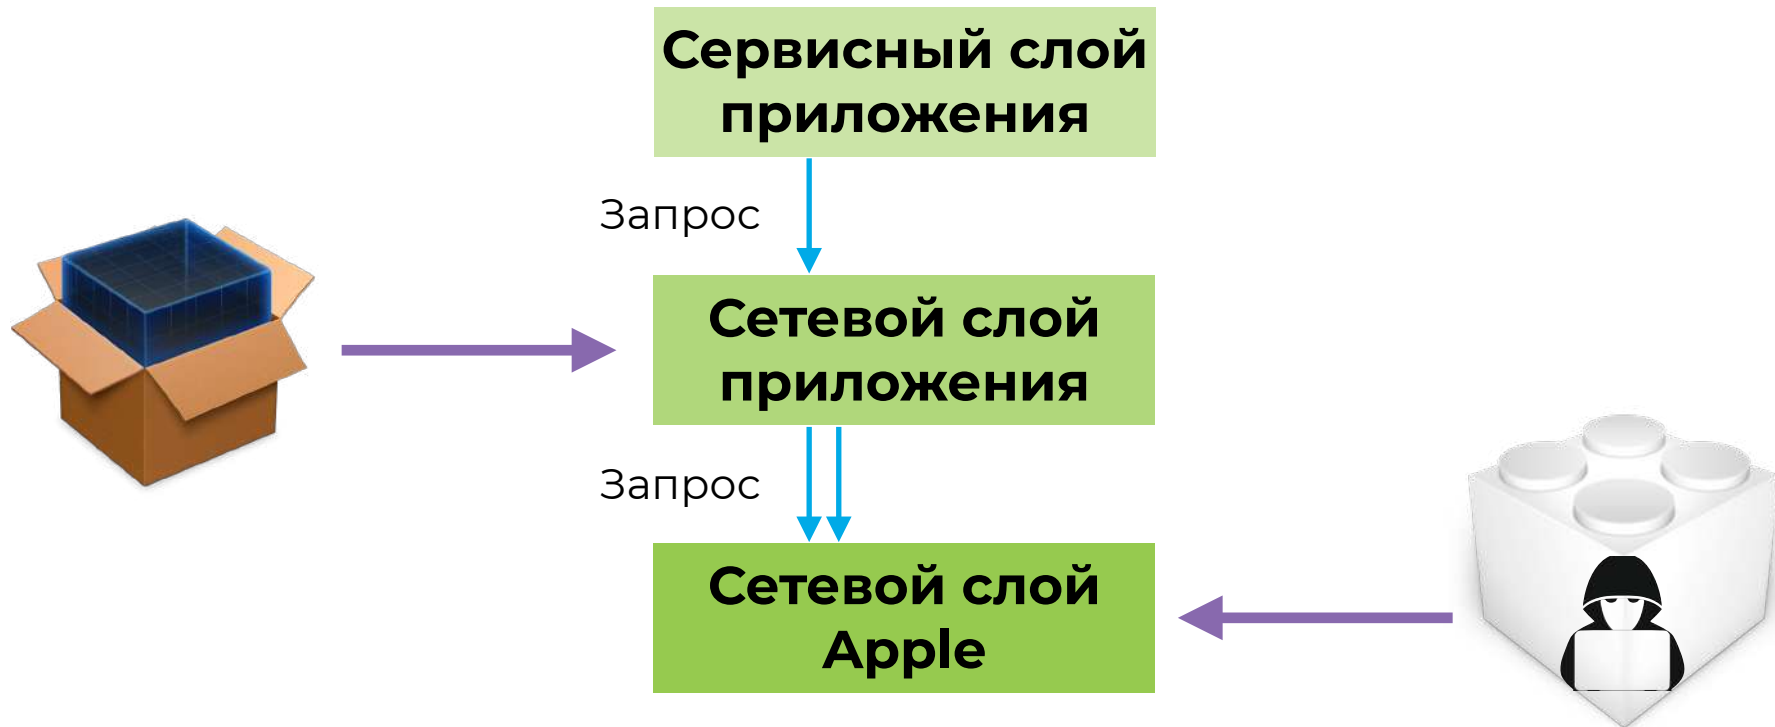 Сервисный слой
приложения
Запрос
Сетевой слой
приложения
Запрос
Сетевой слой
Apple